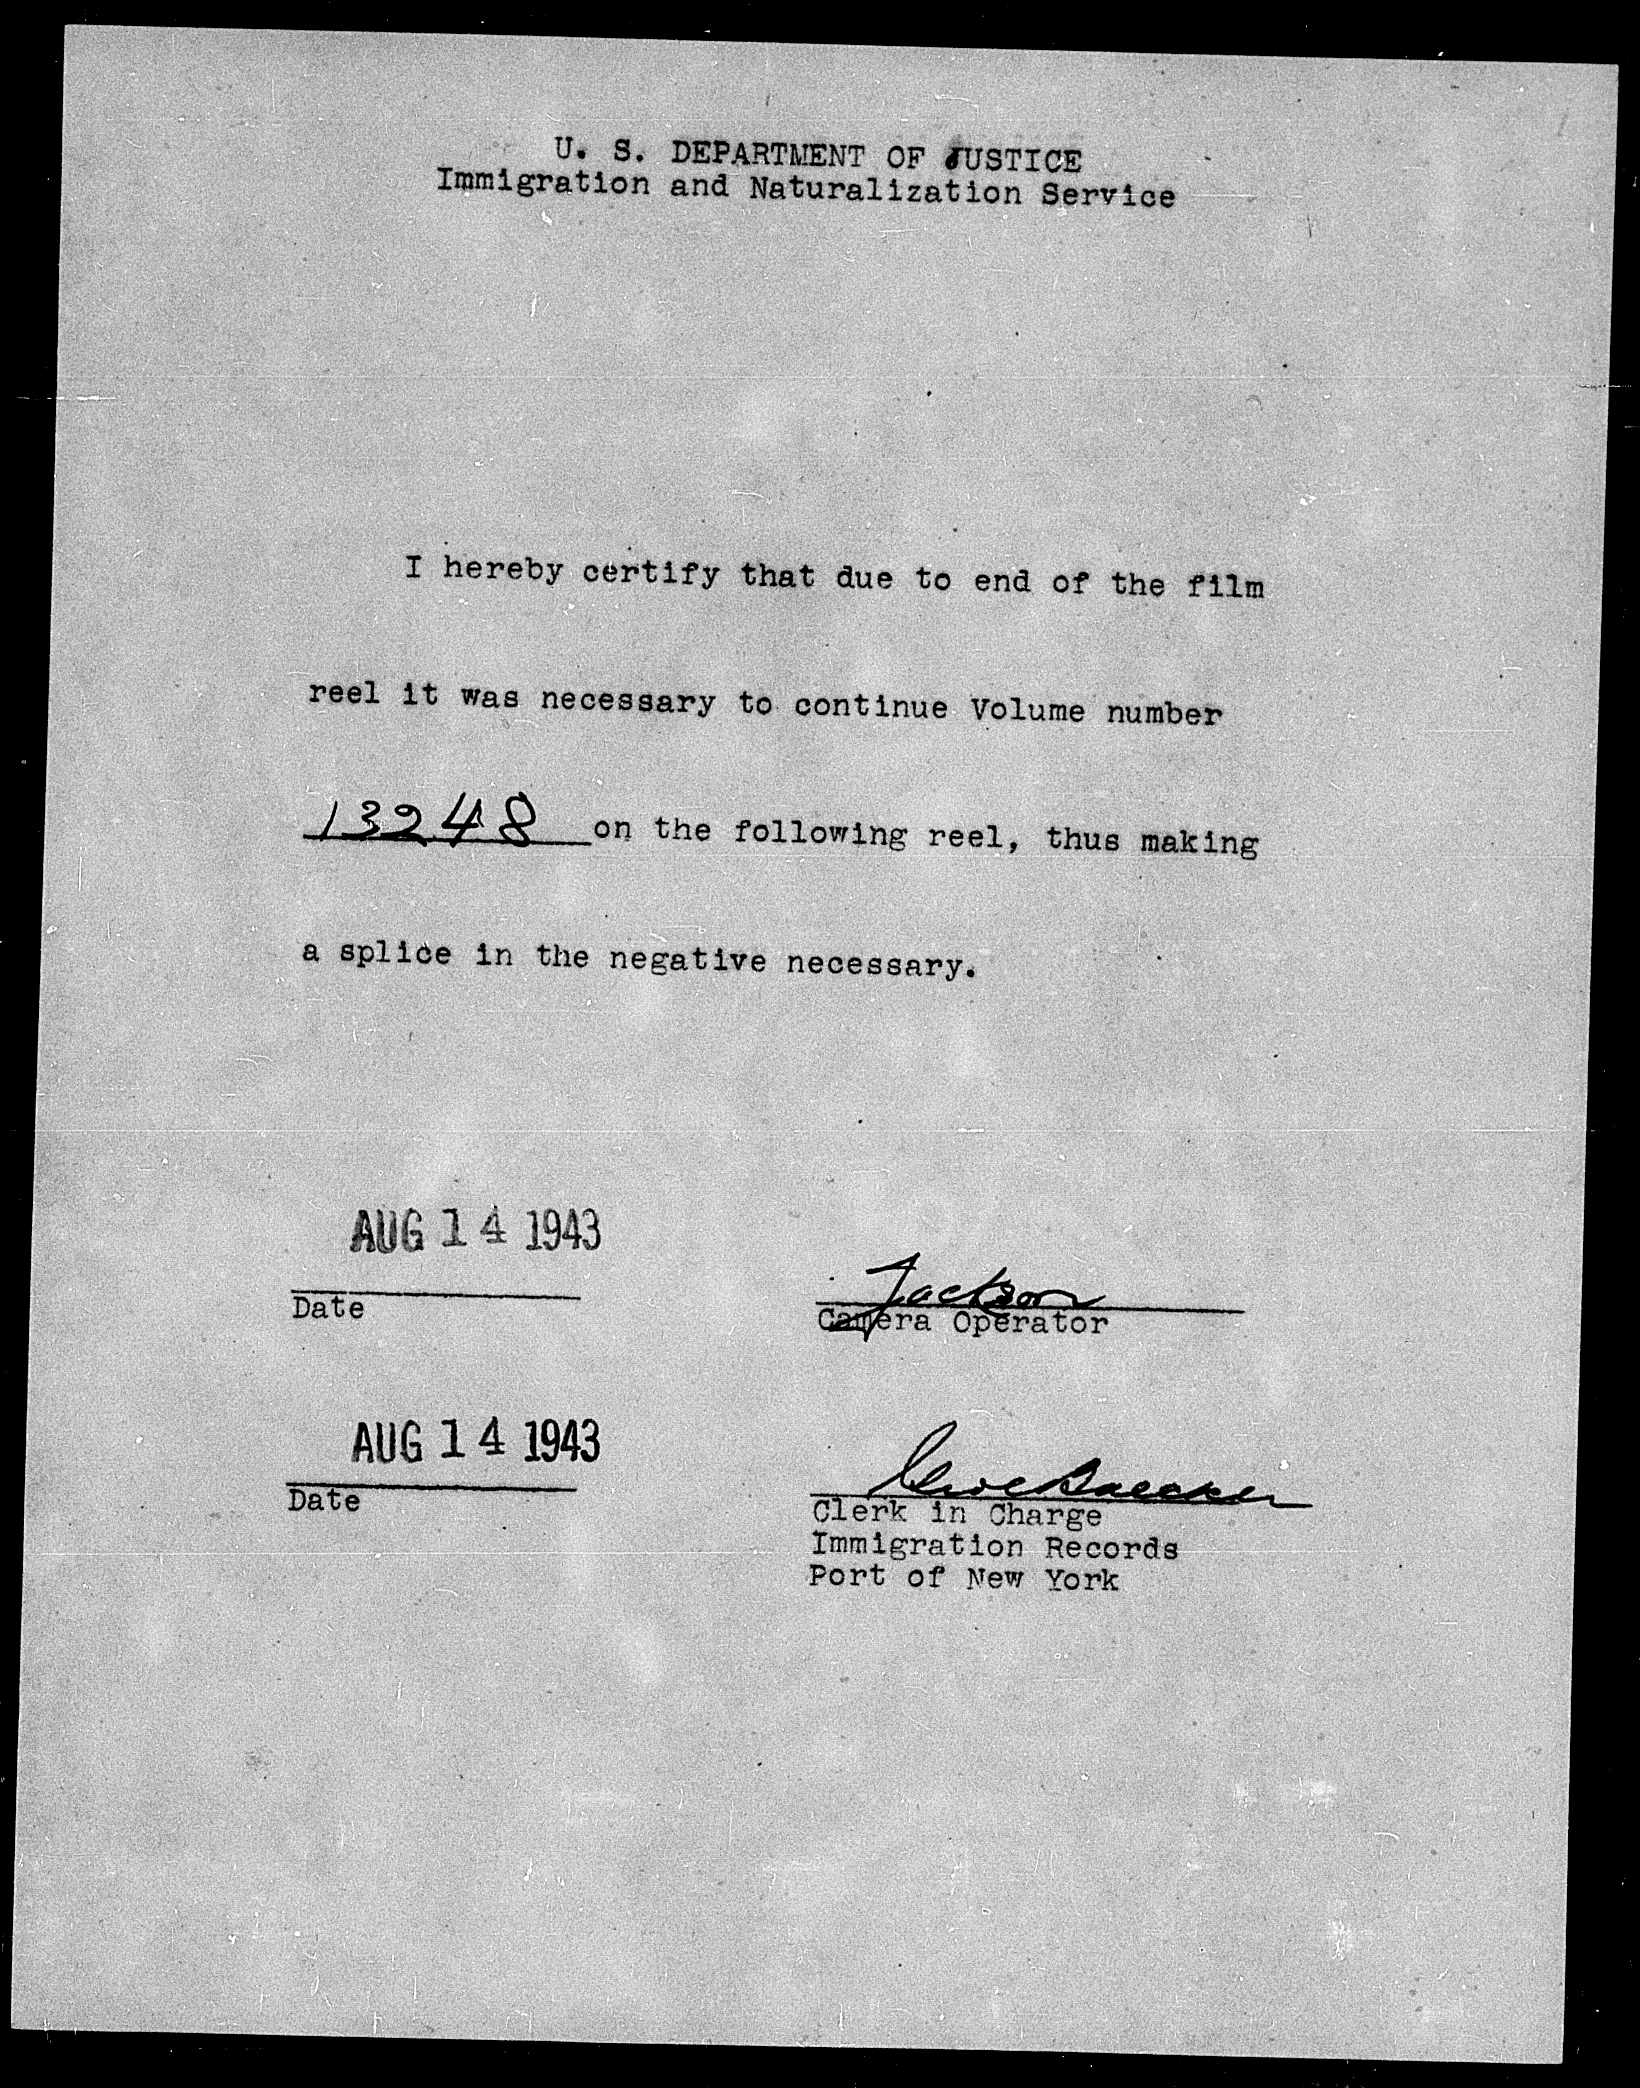 U. S. DEPARTMENT OF JUSTICE
Immigration and Naturalization Service
I hereby certify that due to end of the film
reel it was necessary to continue Volume number
13248 on the following reel, thus making
a splice in the negative necessary.
AUG 14 1943
Date
Jackson
Camera Operator
AUG 14 1943
Date
Clerk in Charge
Immigration Records
Port of New York